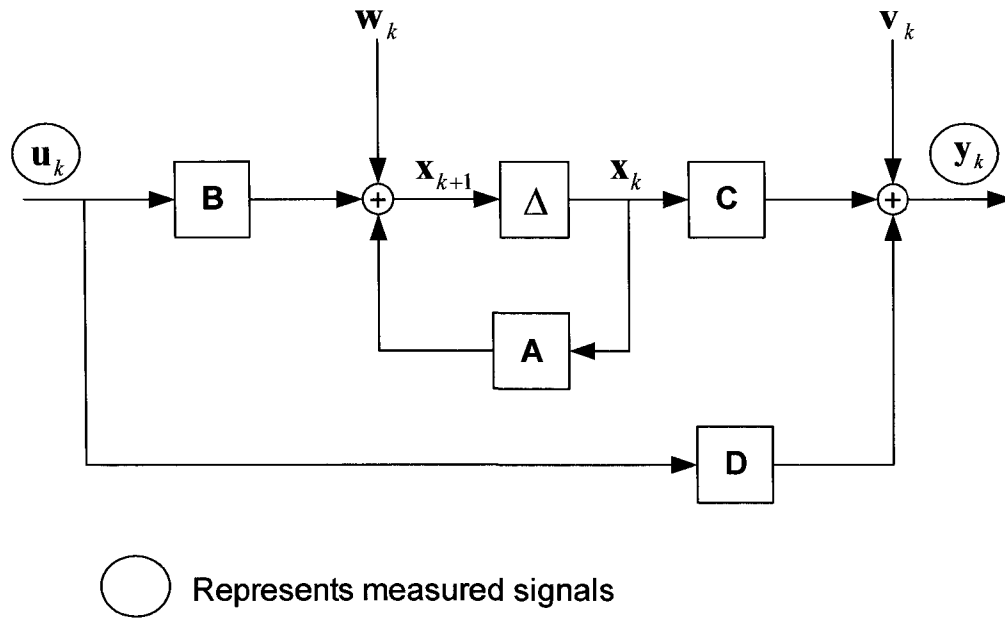 w_k
v_k
u_k
B
+
x_{k+1}
Δ
x_k
C
+
y_k
A
D
Represents measured signals